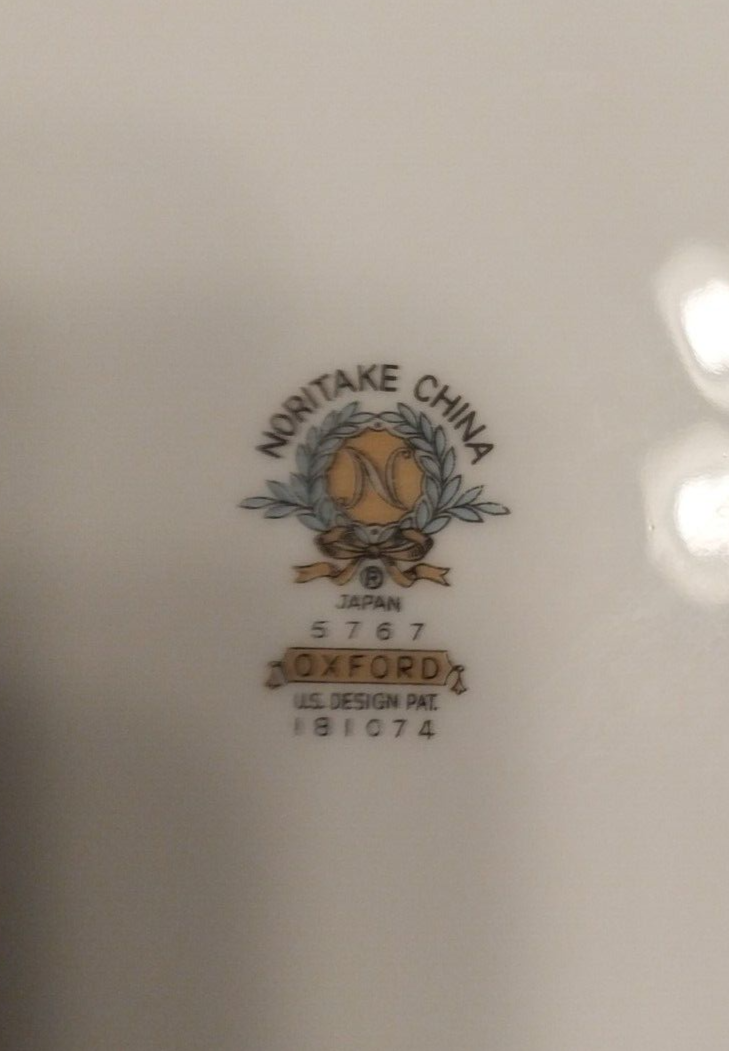 NORITAKE CHINA
N
®
JAPAN
5767
OXFORD
U.S. DESIGN PAT.
181074